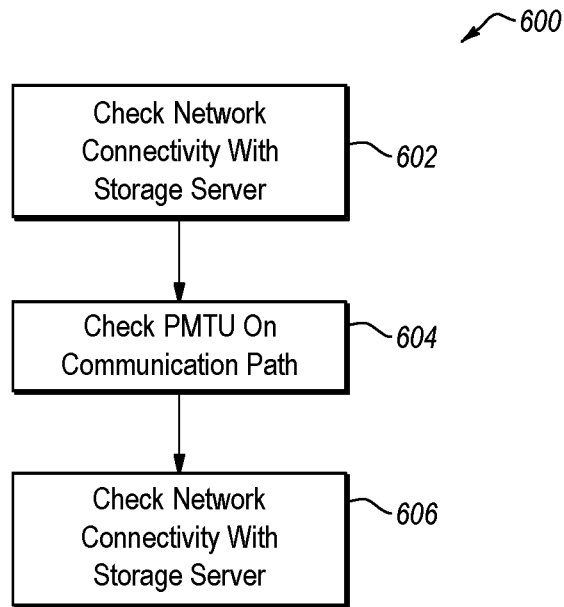 600
Check Network
Connectivity With
Storage Server
602
Check PMTU On
Communication Path
604
Check Network
Connectivity With
Storage Server
606